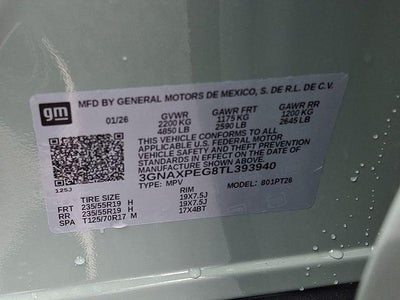 MFD BY GENERAL MOTORS DE MEXICO, S. DE R.L. DE C.V.
gm
01/26 GVWR GAWR FRT GAWR RR
2200 KG 1175 KG 1200 KG
4850 LB 2590 LB 2645 LB
THIS VEHICLE CONFORMS TO ALL
APPLICABLE U.S. FEDERAL MOTOR
VEHICLE SAFETY AND THEFT PREVENTION
STANDARDS IN EFFECT ON THE DATE OF
MANUFACTURE SHOWN ABOVE.
3GNAXPEG8TL393940
125J TYPE: MPV MODEL: 801PT26
TIRE SIZE RIM
FRT 235/55R19 H 19X7.5J
RR 235/55R19 H 19X7.5J
SPA T125/70R17 M 17X4BT